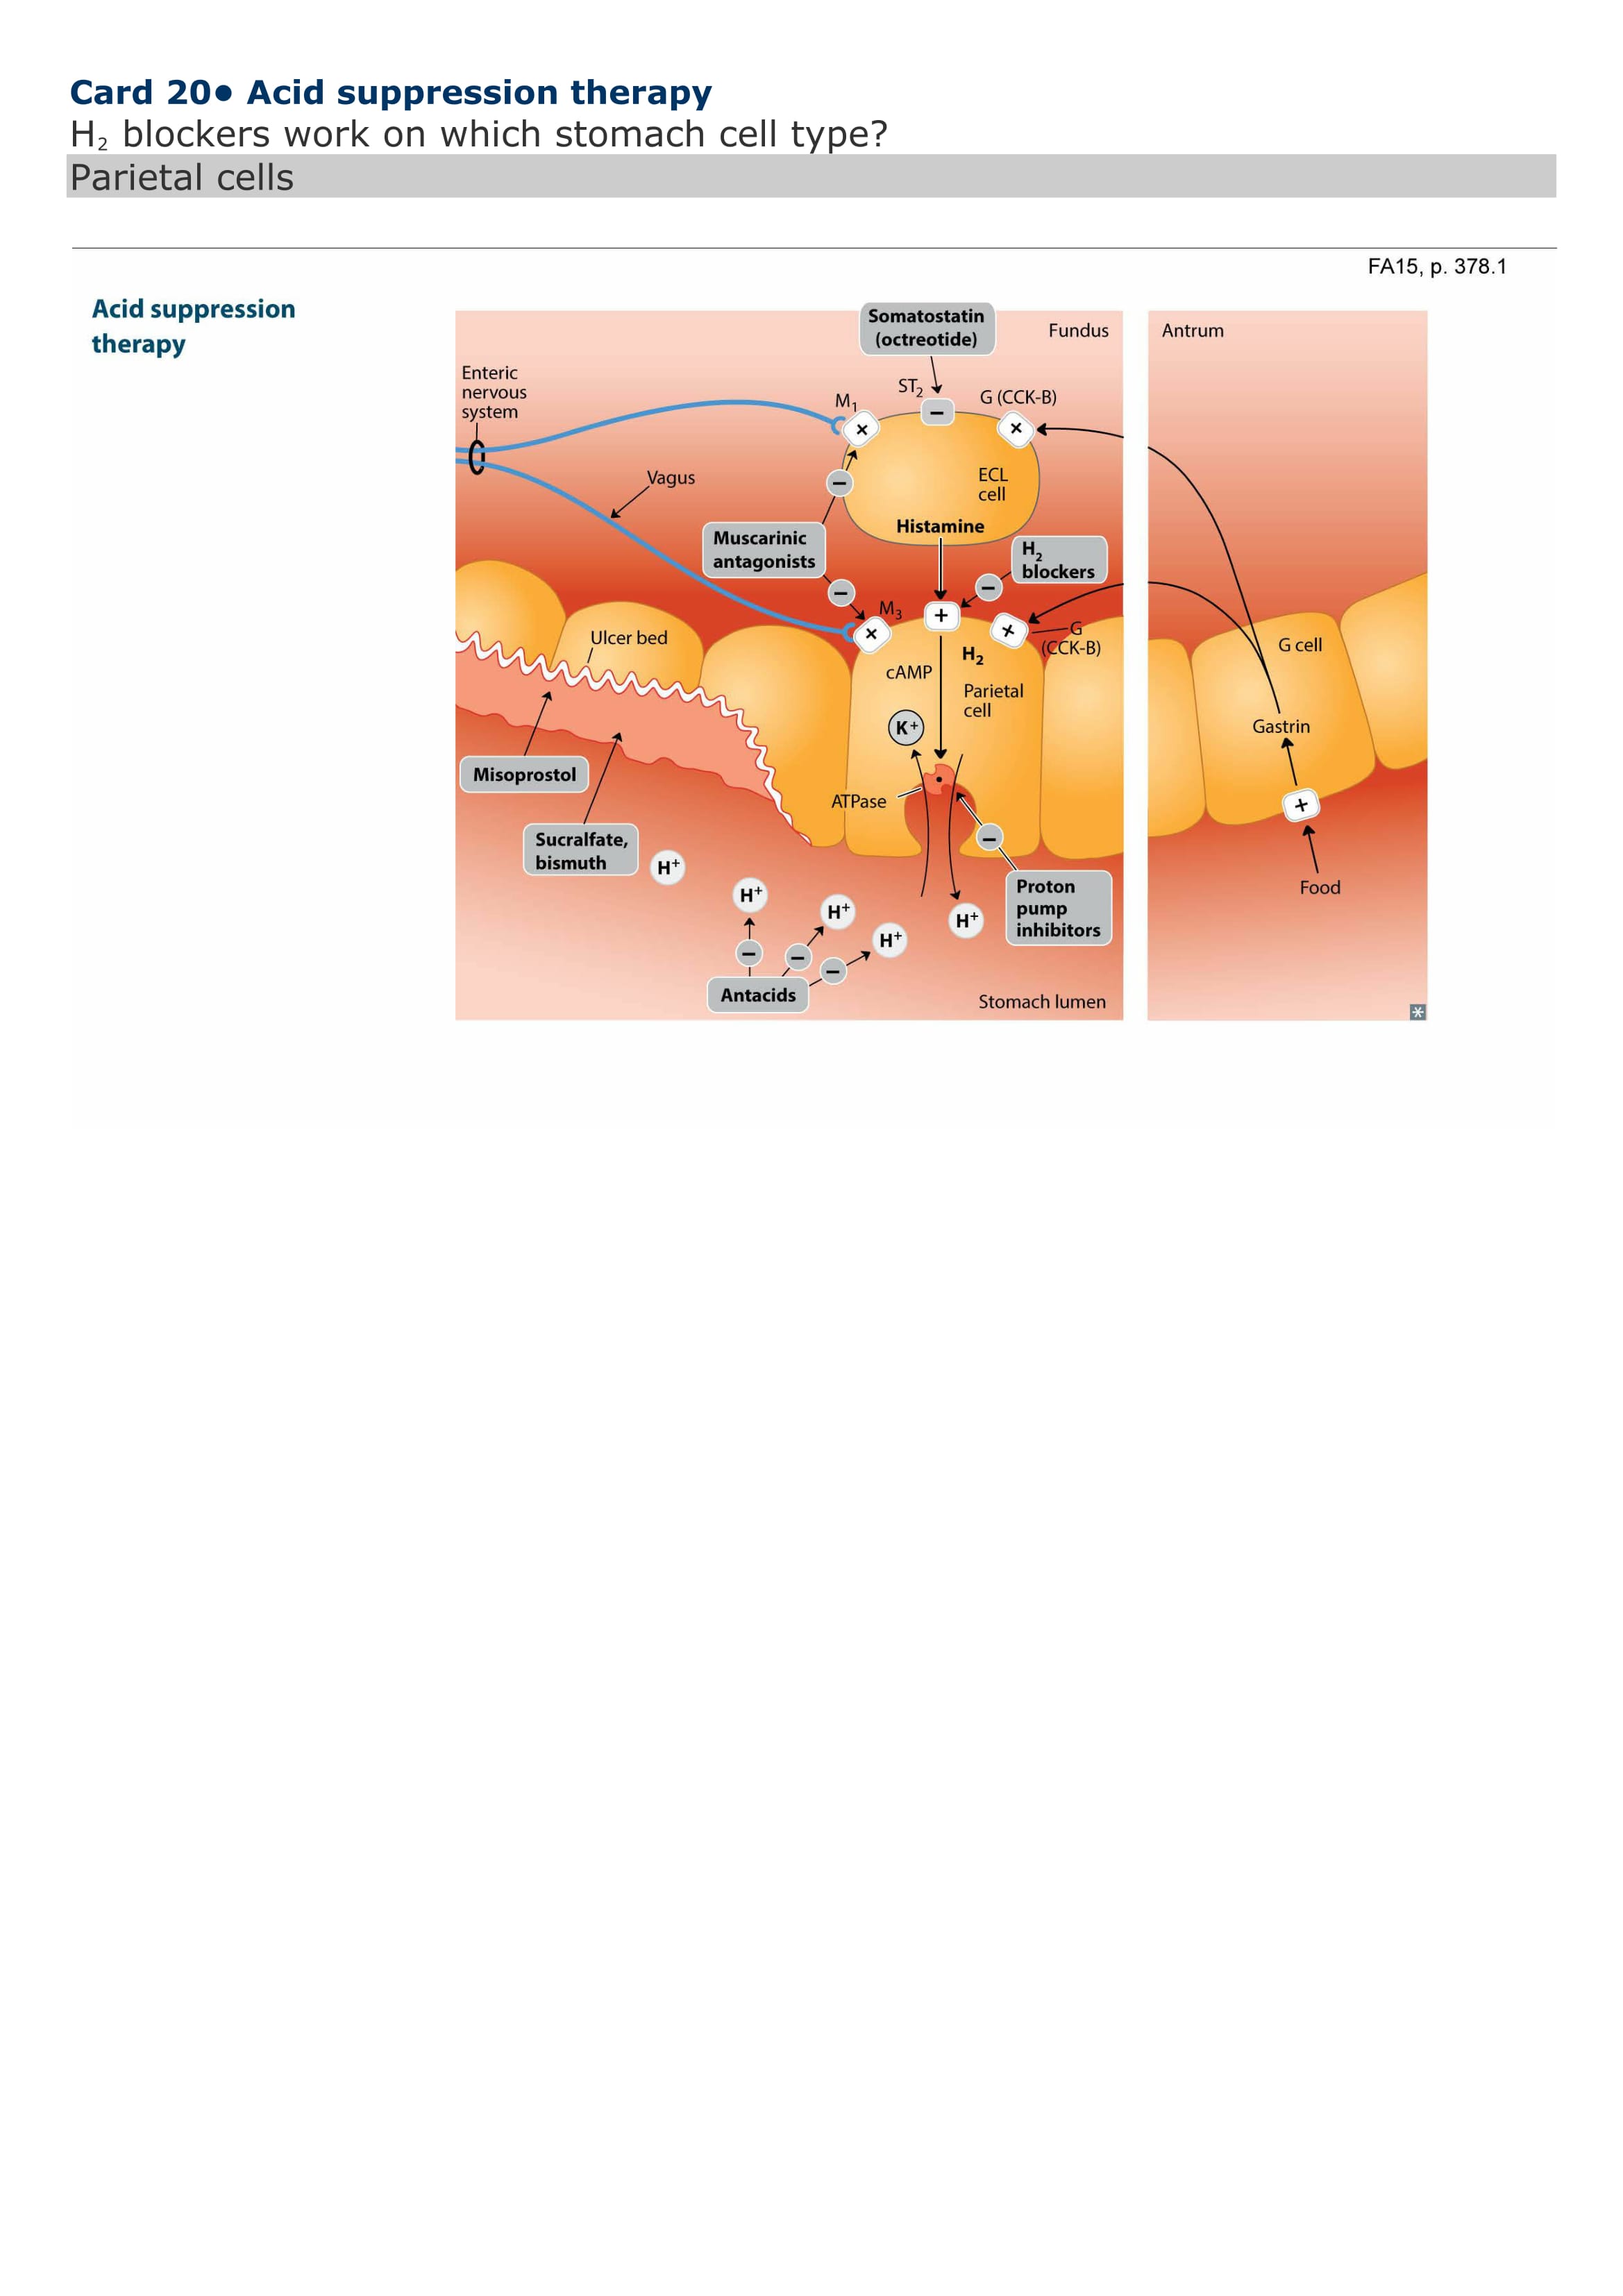 Card 20● Acid suppression therapy
H₂ blockers work on which stomach cell type?
Parietal cells
FA15, p. 378.1
Acid suppression
therapy
Somatostatin
(octreotide)
Fundus
Antrum
Enteric
nervous
system
ST₂
G (CCK-B)
M₁
×
−
×
Vagus
−
ECL
cell
Histamine
Muscarinic
antagonists
H₂
blockers
−
−
M₃
×
+
+
G
(CCK-B)
Ulcer bed
G cell
H₂
cAMP
Parietal
cell
K⁺
Gastrin
Misoprostol
ATPase
+
Sucralfate,
bismuth
−
H⁺
H⁺
H⁺
H⁺
H⁺
Proton
pump
inhibitors
Food
−
−
−
Antacids
Stomach lumen
*